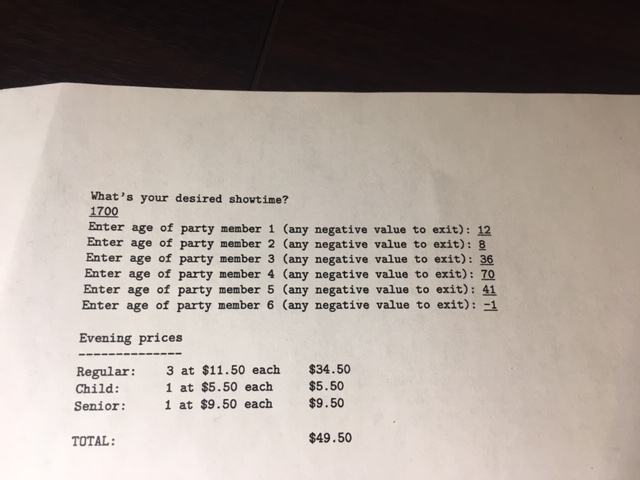 What's your desired showtime?
1700
Enter age of party member 1 (any negative value to exit): 12
Enter age of party member 2 (any negative value to exit): 8
Enter age of party member 3 (any negative value to exit): 36
Enter age of party member 4 (any negative value to exit): 70
Enter age of party member 5 (any negative value to exit): 41
Enter age of party member 6 (any negative value to exit): -1
Evening prices
--------------
Regular: 3 at $11.50 each $34.50
Child: 1 at $5.50 each $5.50
Senior: 1 at $9.50 each $9.50
TOTAL: $49.50